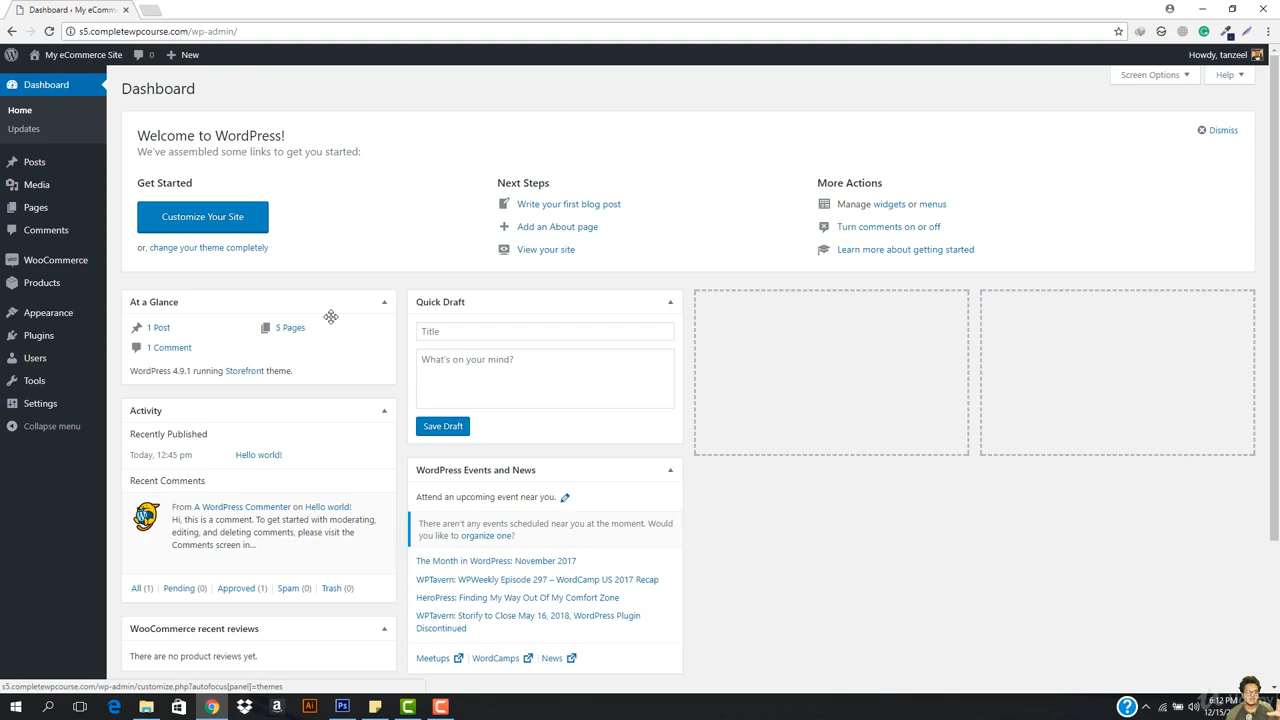 Dashboard ‹ My eComm
s5.completewpcourse.com/wp-admin/
My eCommerce Site 0 New Howdy, tanzeel
Dashboard
Home
Updates
Posts
Media
Pages
Comments
WooCommerce
Products
Appearance
Plugins
Users
Tools
Settings
Collapse menu
Screen Options Help
Dashboard
Welcome to WordPress!
We've assembled some links to get you started:
Dismiss
Get Started
Customize Your Site
or, change your theme completely
Next Steps
Write your first blog post
Add an About page
View your site
More Actions
Manage widgets or menus
Turn comments on or off
Learn more about getting started
At a Glance
1 Post 5 Pages
1 Comment
WordPress 4.9.1 running Storefront theme.
Activity
Recently Published
Today, 12:45 pm Hello world!
Recent Comments
From A WordPress Commenter on Hello world!
Hi, this is a comment. To get started with moderating,
editing, and deleting comments, please visit the
Comments screen in...
All (1) | Pending (0) | Approved (1) | Spam (0) | Trash (0)
WooCommerce recent reviews
There are no product reviews yet.
Quick Draft
Title
What's on your mind?
Save Draft
WordPress Events and News
Attend an upcoming event near you.
There aren't any events scheduled near you at the moment. Would
you like to organize one?
The Month in WordPress: November 2017
WPTavern: WPWeekly Episode 297 – WordCamp US 2017 Recap
HeroPress: Finding My Way Out Of My Comfort Zone
WPTavern: Storify to Close May 16, 2018, WordPress Plugin
Discontinued
Meetups | WordCamps | News
s5.completewpcourse.com/wp-admin/customize.php?autofocus[panel]=themes
6:12 PM
12/15/